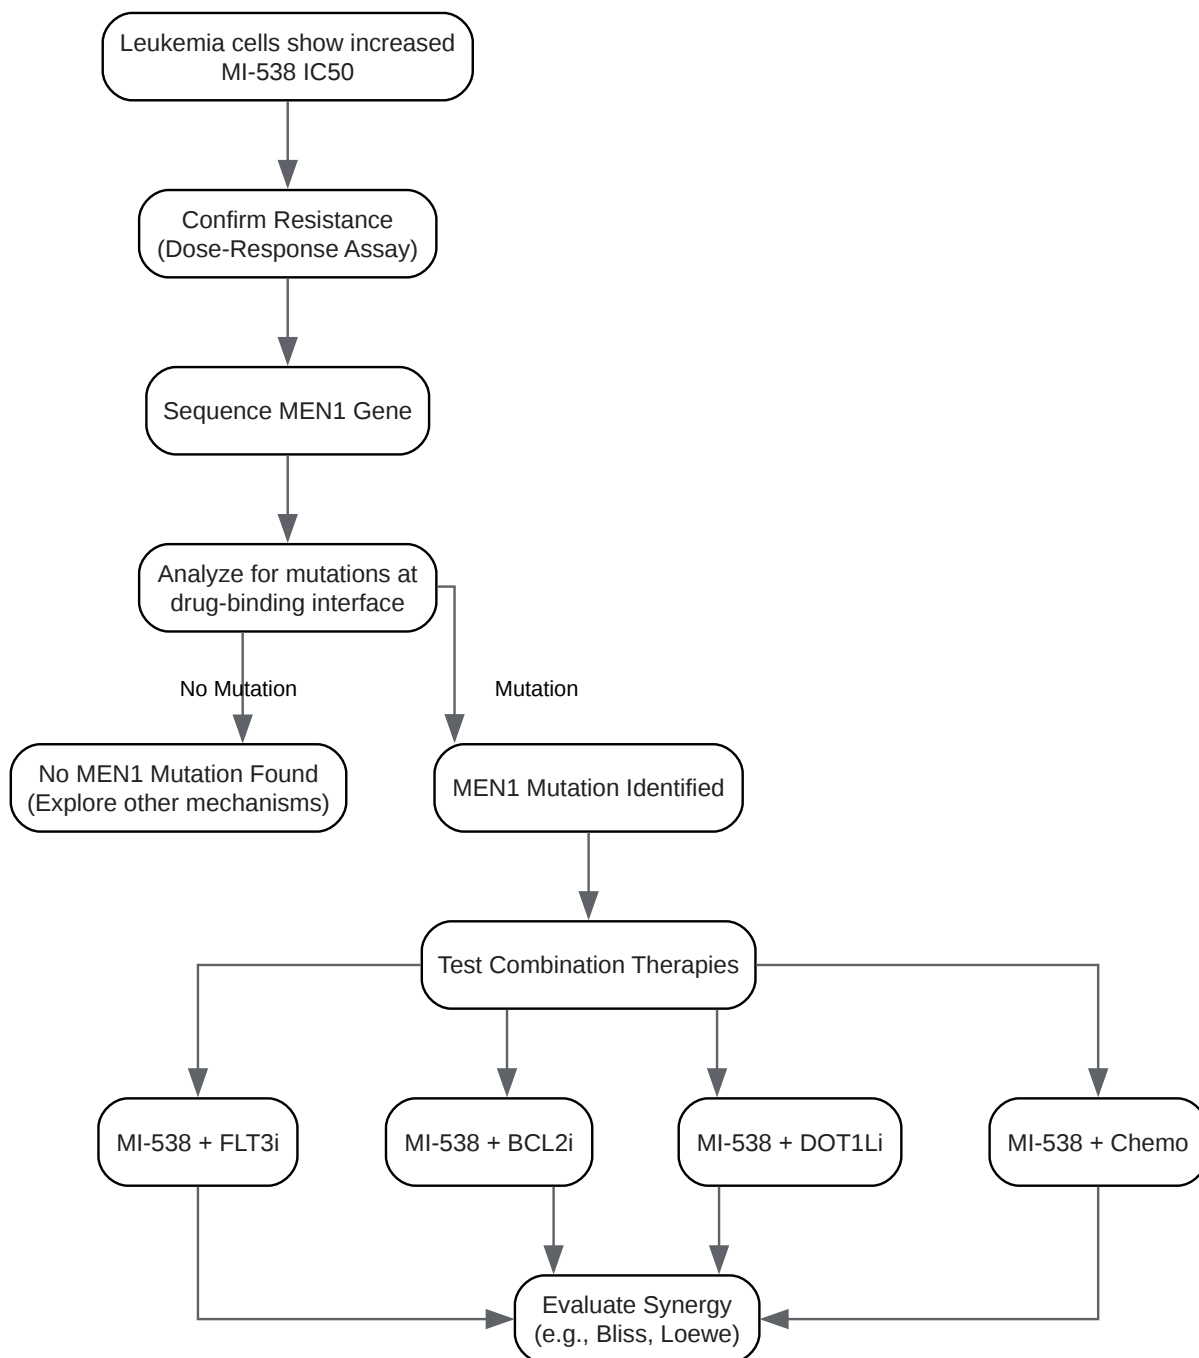 Leukemia cells show increased
MI-538 IC50
Confirm Resistance
(Dose-Response Assay)
Sequence MEN1 Gene
Analyze for mutations at
drug-binding interface
No Mutation
Mutation
No MEN1 Mutation Found
(Explore other mechanisms)
MEN1 Mutation Identified
Test Combination Therapies
MI-538 + FLT3i
MI-538 + BCL2i
MI-538 + DOT1Li
MI-538 + Chemo
Evaluate Synergy
(e.g., Bliss, Loewe)